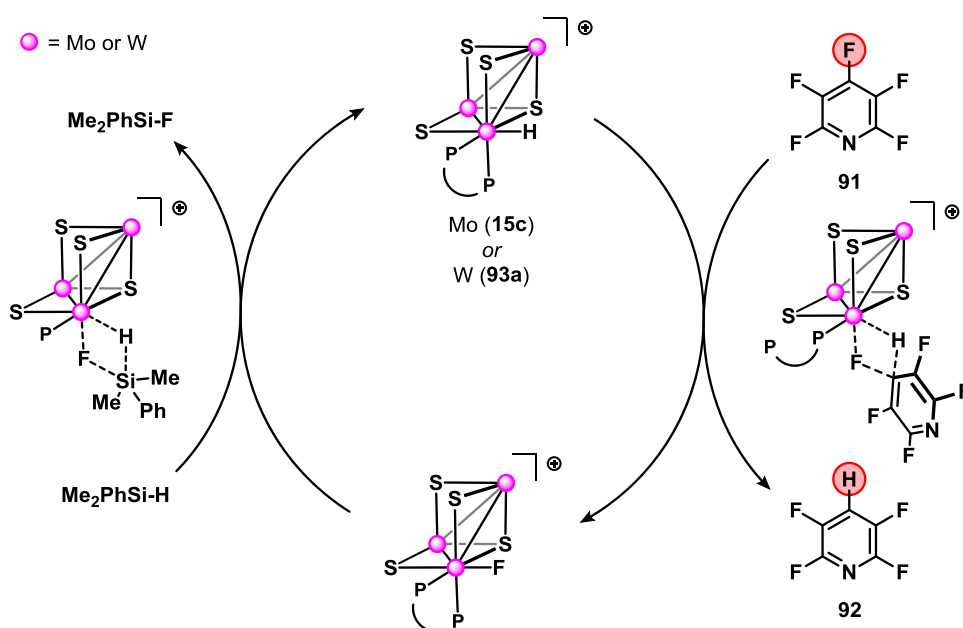 = Mo or W
Me2PhSi-F
S
S
S
S
H
P
P
⊕
Mo (15c)
or
W (93a)
F
F
F
F
F
N
91
S
S
S
S
P
F
H
Si
Me
Me
Ph
⊕
S
S
S
S
P
P
F
H
F
F
F
F
N
⊕
Me2PhSi-H
S
S
S
S
F
P
P
⊕
H
F
F
F
F
N
92